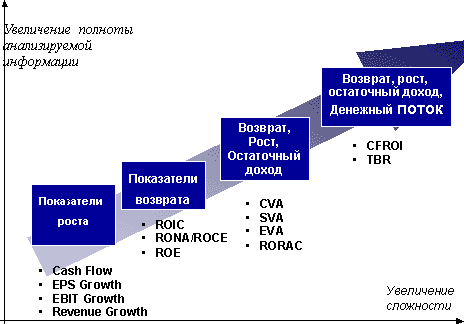 Увеличение полноты
анализируемой
информации
Возврат, рост,
остаточный доход,
Денежный поток
• CFROI
• TBR
Возврат,
Рост,
Остаточный
доход
• CVA
• SVA
• EVA
• RORAC
Показатели
возврата
• ROIC
• RONA/ROCE
• ROE
Показатели
роста
• Cash Flow
• EPS Growth
• EBIT Growth
• Revenue Growth
Увеличение
сложности